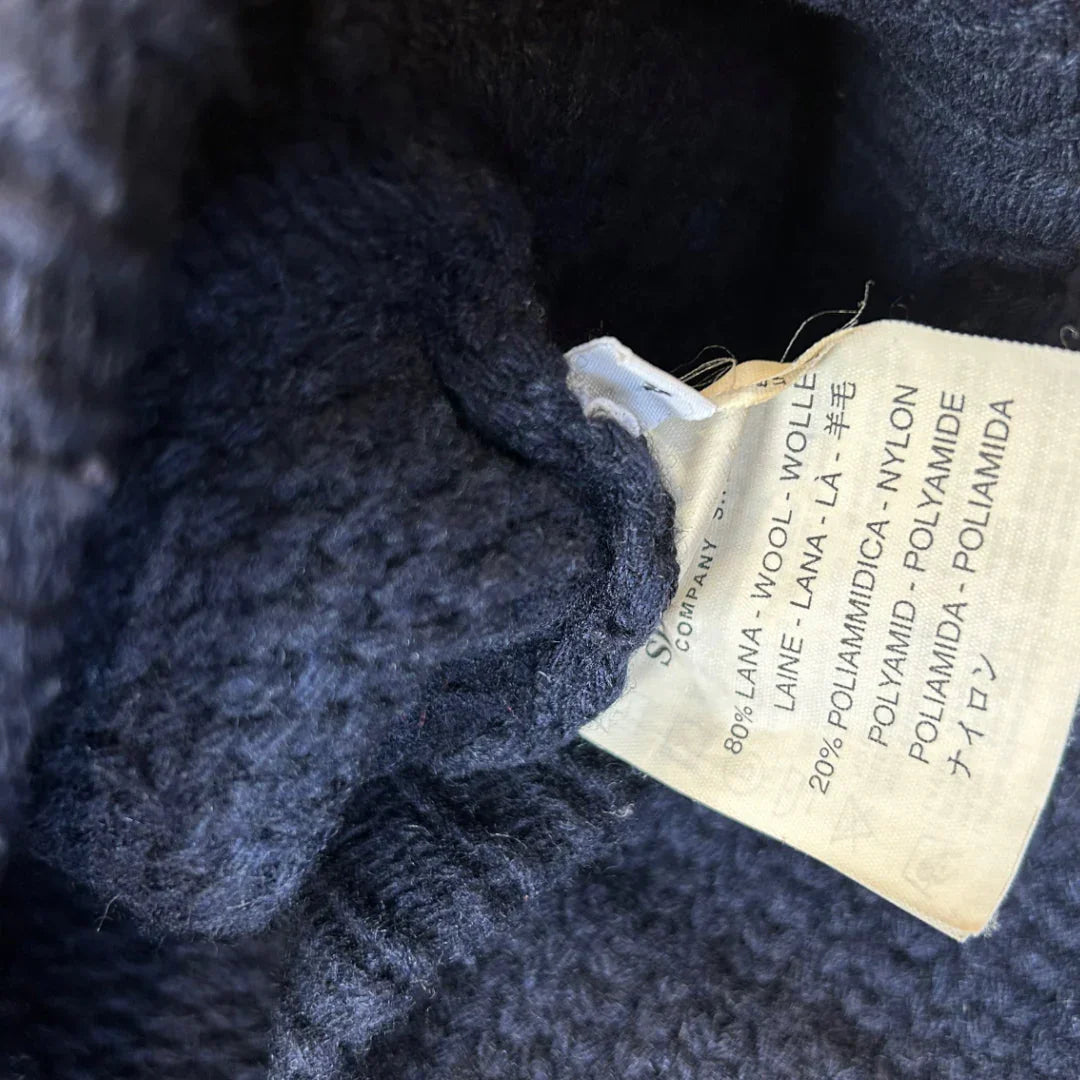 COMPANY
80% LANA - WOOL - WOLLE
LAINE - LANA - LÀ - 羊毛
20% POLIAMMIDICA - NYLON
POLYAMID - POLYAMIDE
POLIAMIDA - POLIAMIDA
ナイロン